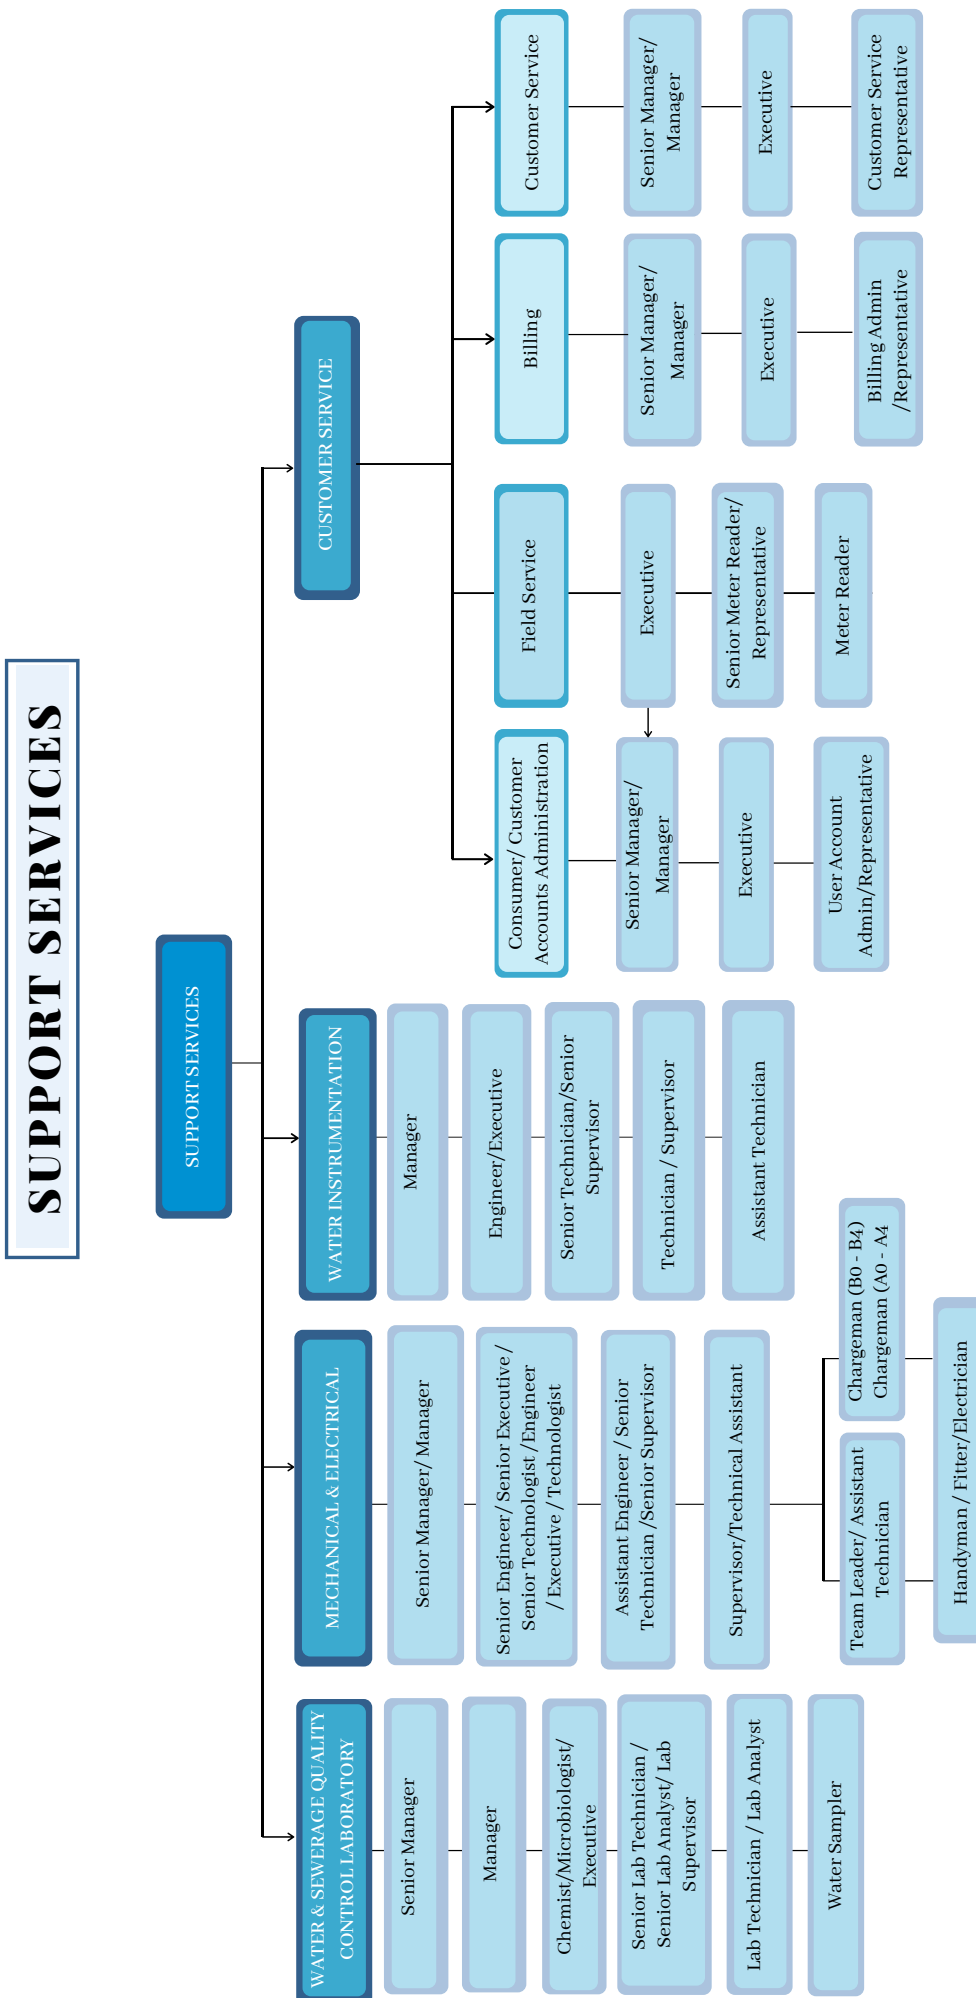 SUPPORT SERVICES
SUPPORT SERVICES
WATER & SEWERAGE QUALITY
CONTROL LABORATORY
Senior Manager
Manager
Chemist/Microbiologist/
Executive
Senior Lab Technician /
Senior Lab Analyst/ Lab
Supervisor
Lab Technician / Lab Analyst
Water Sampler
MECHANICAL & ELECTRICAL
Senior Manager/ Manager
Senior Engineer/ Senior Executive /
Senior Technologist /Engineer
/ Executive / Technologist
Assistant Engineer / Senior
Technician /Senior Supervisor
Supervisor/Technical Assistant
Team Leader/ Assistant
Technician
Chargeman (B0 - B4)
Chargeman (A0 - A4
Handyman / Fitter/Electrician
WATER INSTRUMENTATION
Manager
Engineer/Executive
Senior Technician/Senior
Supervisor
Technician / Supervisor
Assistant Technician
CUSTOMER SERVICE
Consumer/ Customer
Accounts Administration
Senior Manager/
Manager
Executive
User Account
Admin/Representative
Field Service
Executive
Senior Meter Reader/
Representative
Meter Reader
Billing
Senior Manager/
Manager
Executive
Billing Admin
/Representative
Customer Service
Senior Manager/
Manager
Executive
Customer Service
Representative